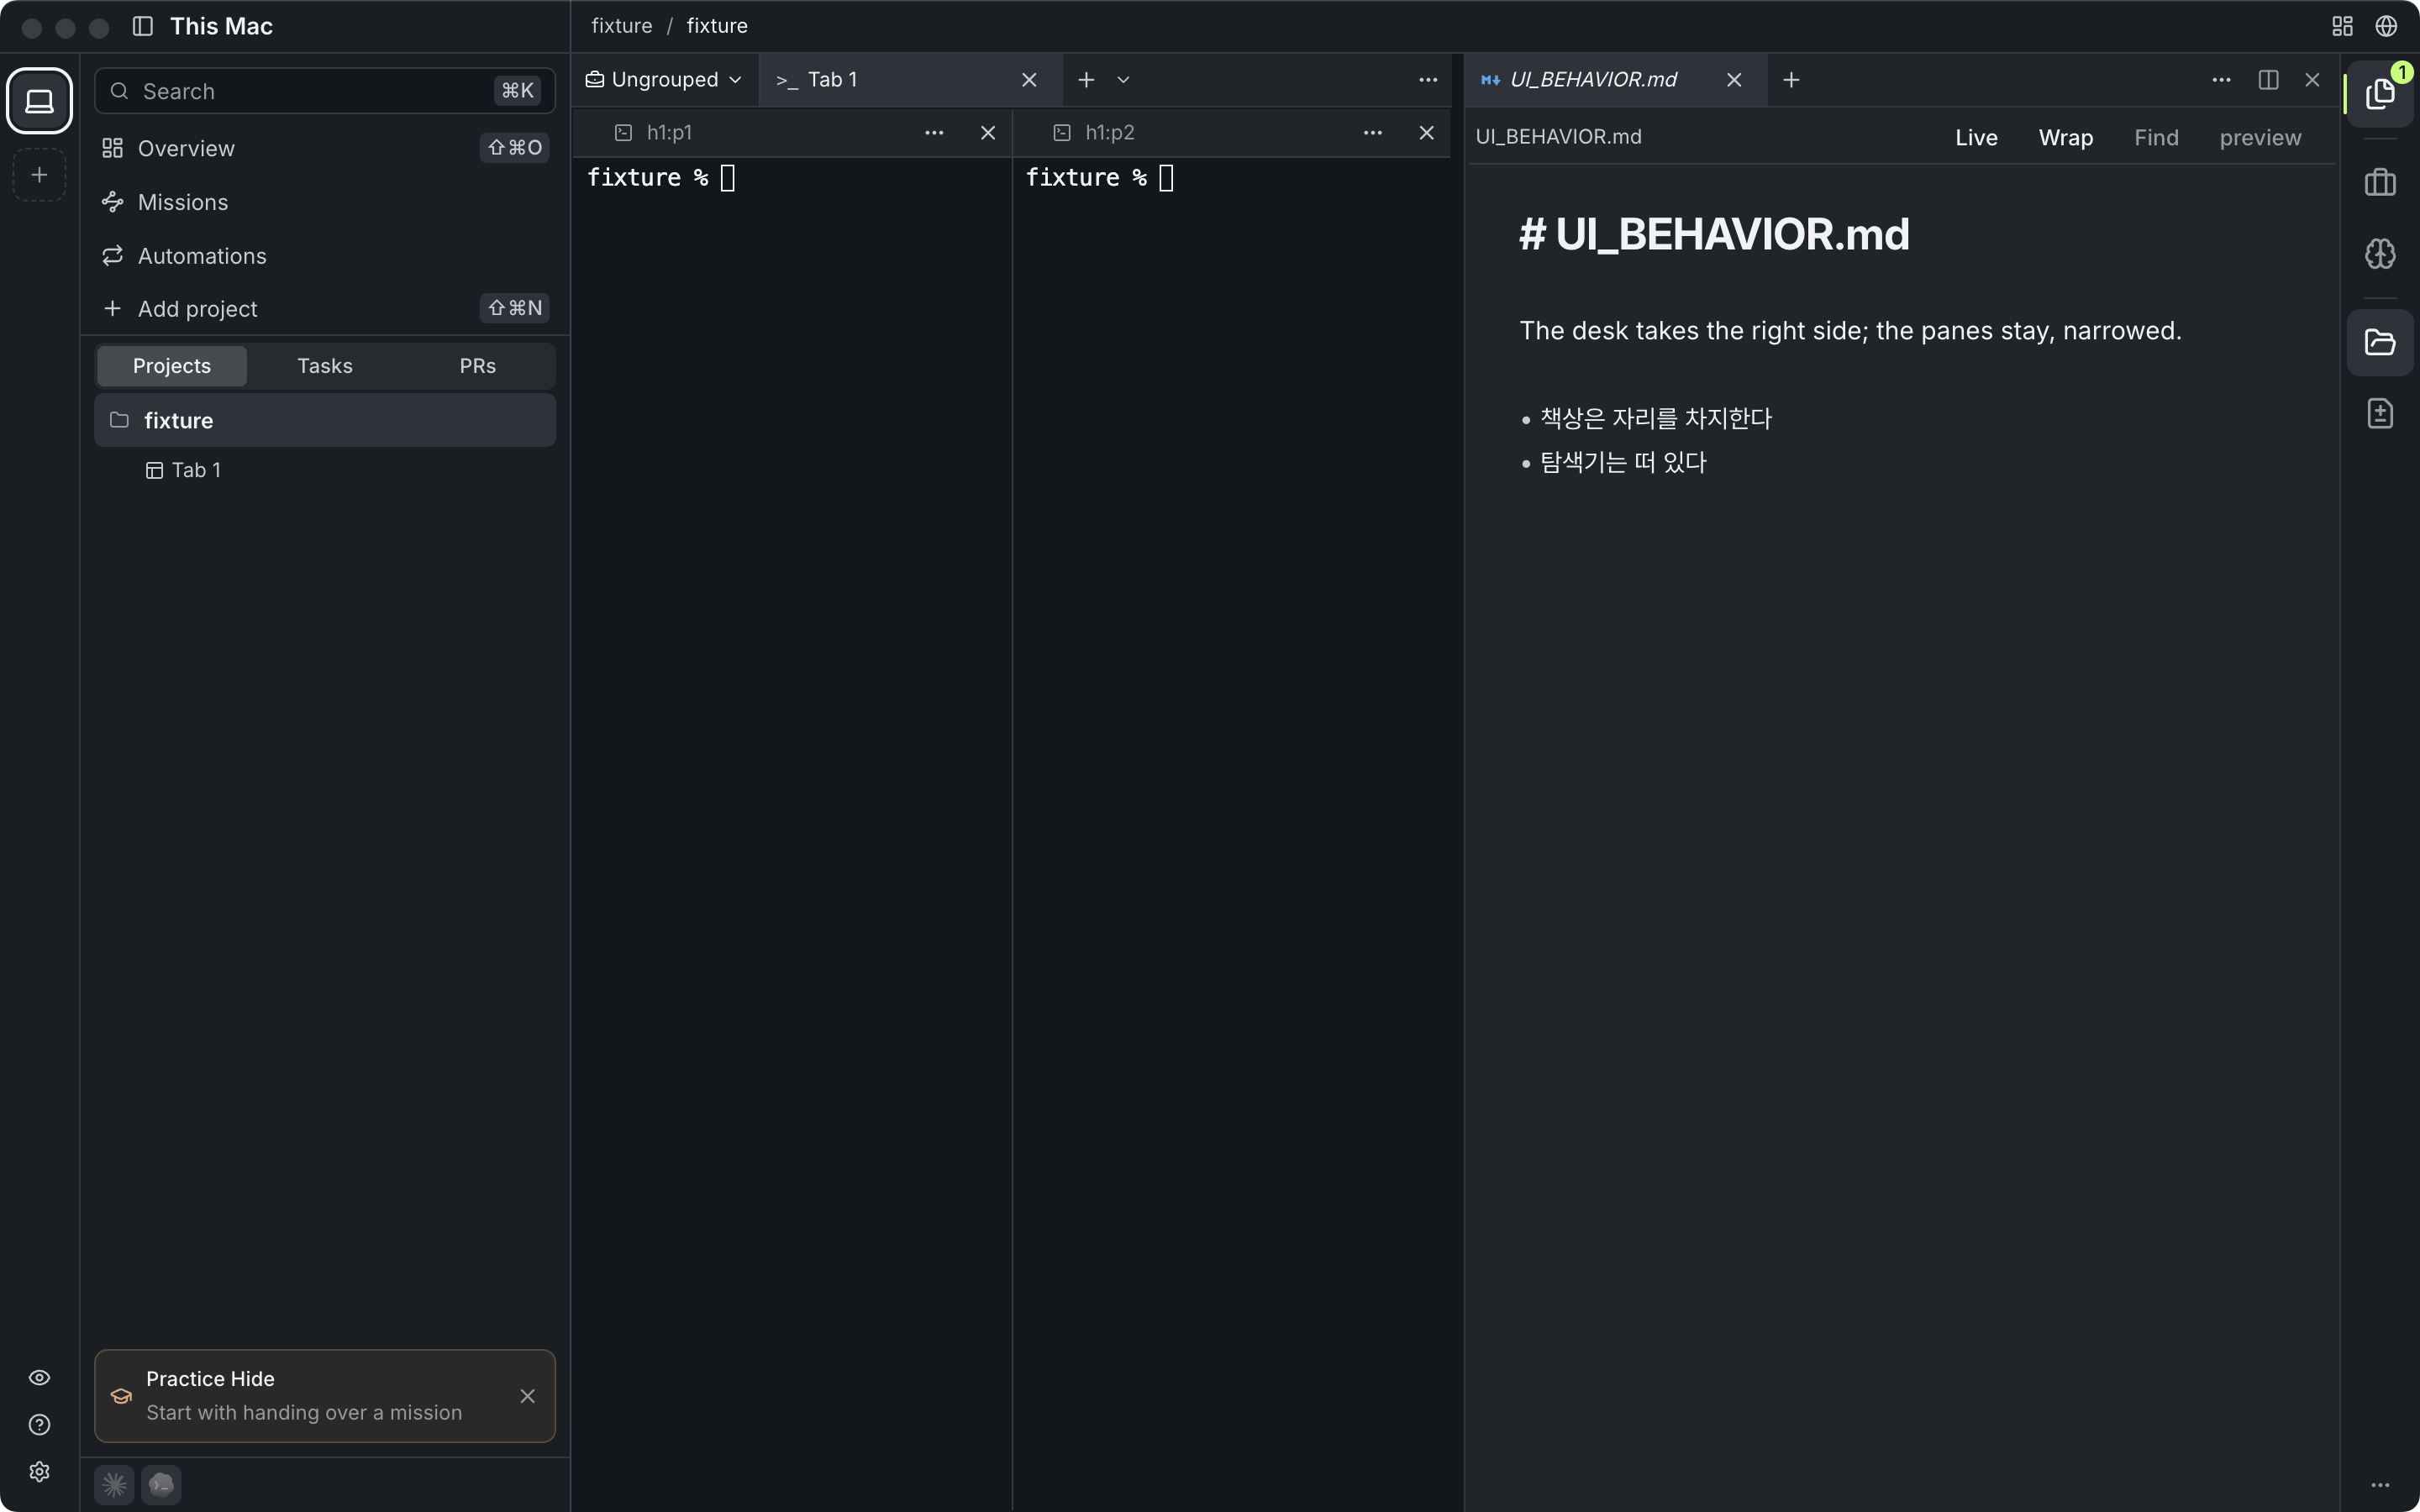 This Mac
fixture / fixture
Search ⌘K
Overview ⇧⌘O
Missions
Automations
Add project ⇧⌘N
Projects Tasks PRs
fixture
Tab 1
Practice Hide
Start with handing over a mission
Ungrouped >_ Tab 1
h1:p1
fixture %
h1:p2
fixture %
UI_BEHAVIOR.md
UI_BEHAVIOR.md Live Wrap Find preview
# UI_BEHAVIOR.md
The desk takes the right side; the panes stay, narrowed.
• 책상은 자리를 차지한다
• 탐색기는 떠 있다
1